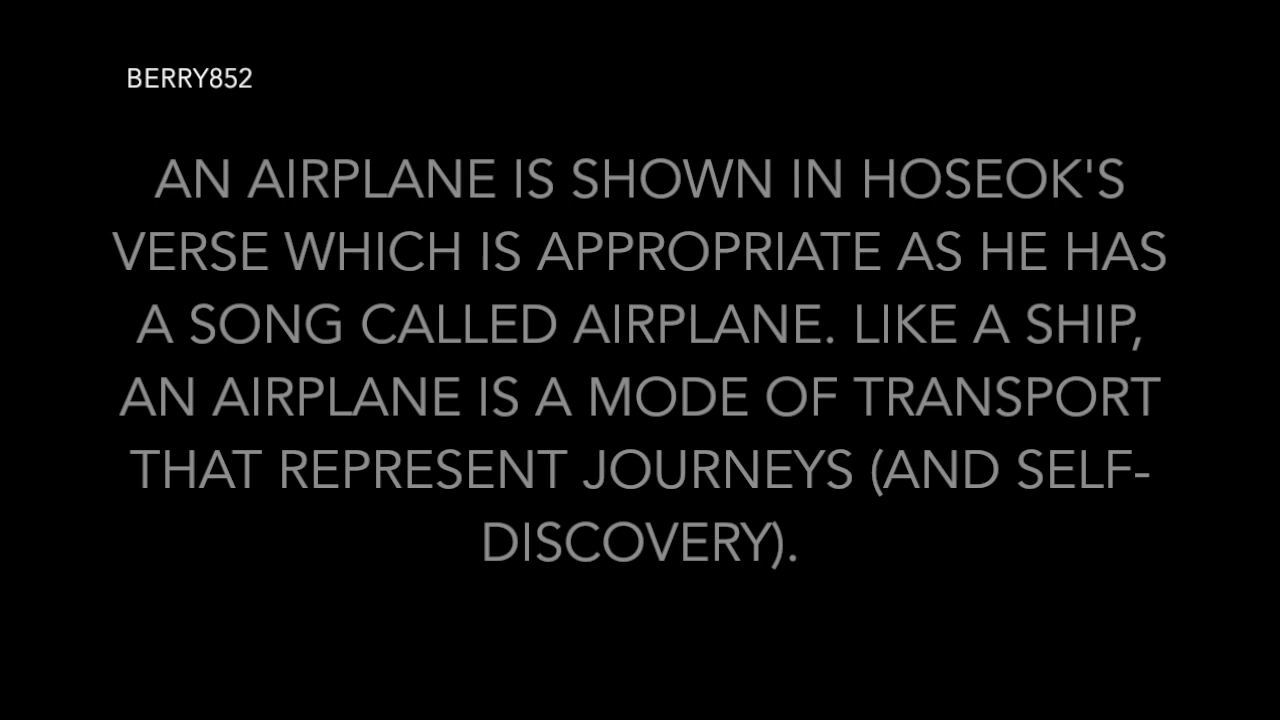 BERRY852
AN AIRPLANE IS SHOWN IN HOSEOK'S
VERSE WHICH IS APPROPRIATE AS HE HAS
A SONG CALLED AIRPLANE. LIKE A SHIP,
AN AIRPLANE IS A MODE OF TRANSPORT
THAT REPRESENT JOURNEYS (AND SELF-
DISCOVERY).